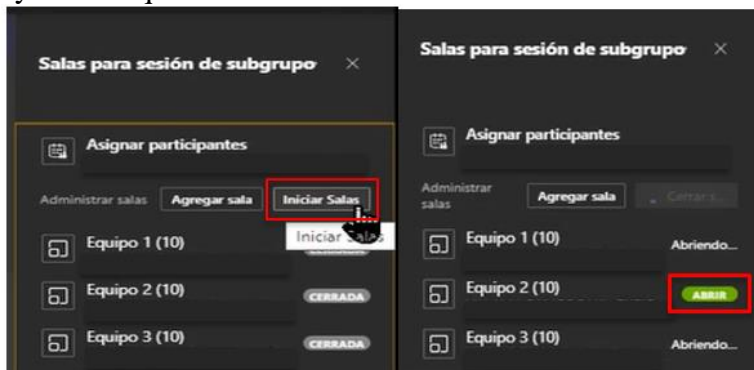 Salas para sesión de subgrupo
Asignar participantes
Administrar salas Agregar sala Iniciar Salas
Iniciar Salas
Equipo 1 (10)
Equipo 2 (10) CERRADA
Equipo 3 (10) CERRADA
Salas para sesión de subgrupo
Asignar participantes
Administrar
salas Agregar sala
Equipo 1 (10) Abriendo...
Equipo 2 (10) ABRIR
Equipo 3 (10) Abriendo...